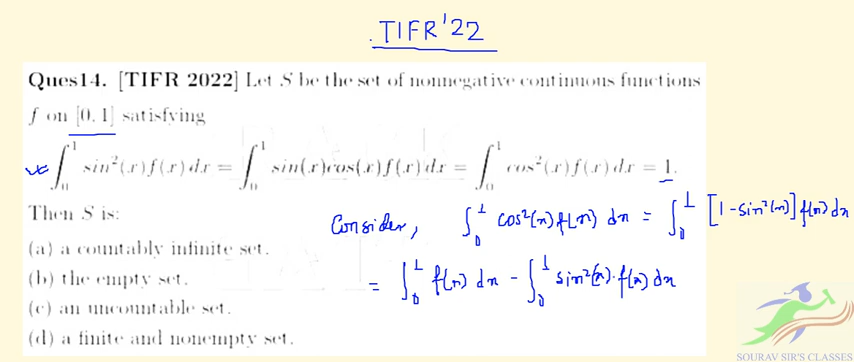 TIFR'22
Ques14. [TIFR 2022] Let S be the set of nonnegative continuous functions
f on [0, 1] satisfying
∫₀¹ sin²(x)f(x)dx = ∫₀¹ sin(x)cos(x)f(x)dx = ∫₀¹ cos²(x)f(x)dx = 1.
Then S is:
Consider, ∫₀¹ cos²(x)f(x) dx = ∫₀¹ [1-sin²(x)] f(x) dx
(a) a countably infinite set.
(b) the empty set.
= ∫₀¹ f(x) dx - ∫₀¹ sin²(x).f(x) dx
(c) an uncountable set.
(d) a finite and nonempty set.
SOURAV SIR'S CLASSES